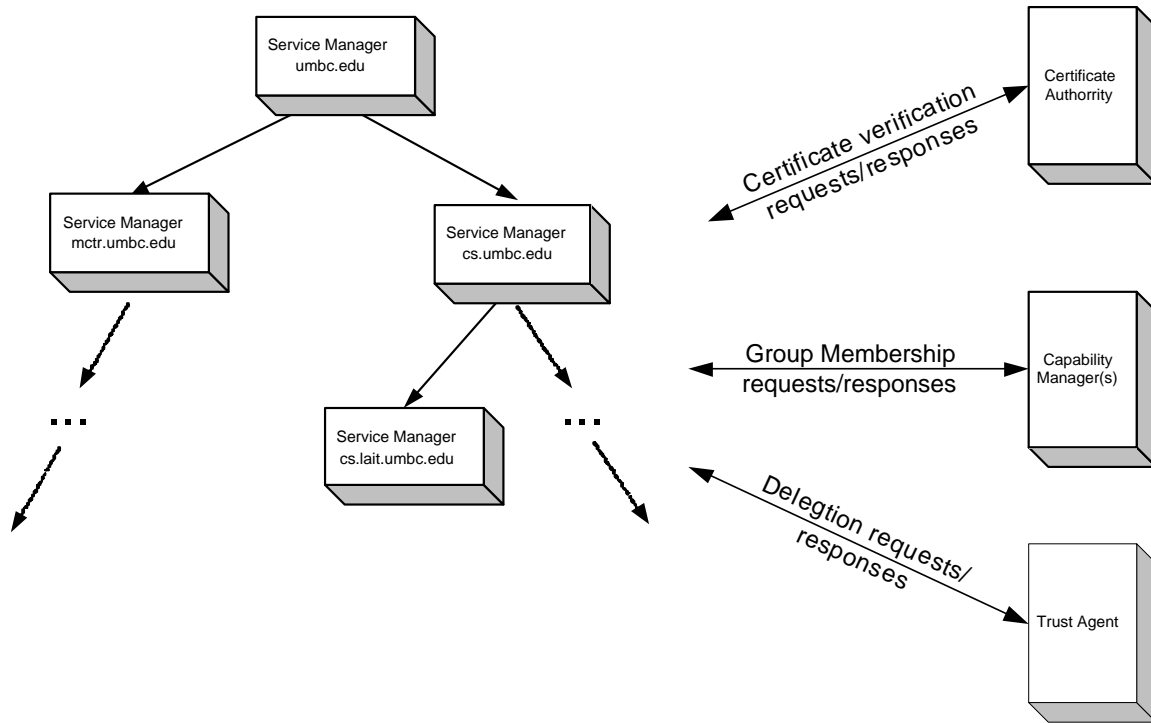 Service Manager
umbc.edu
Service Manager
mctr.umbc.edu
Service Manager
cs.umbc.edu
...
Service Manager
cs.lait.umbc.edu
...
Certificate verification
requests/responses
Certificate
Authorrity
Group Membership
requests/responses
Capability
Manager(s)
Delegtion requests/
responses
Trust Agent